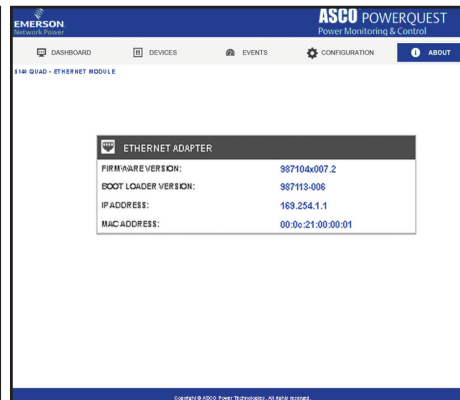 EMERSON
Network Power
ASCO POWERQUEST
Power Monitoring & Control
DASHBOARD
DEVICES
EVENTS
CONFIGURATION
ABOUT
5140 QUAD - ETHERNET MODULE
ETHERNET ADAPTER
FIRMWARE VERSION: 987104x007.2
BOOT LOADER VERSION: 987113-006
IP ADDRESS: 169.254.1.1
MAC ADDRESS: 00:0c:21:00:00:01
Copyright © ASCO Power Technologies. All rights reserved.